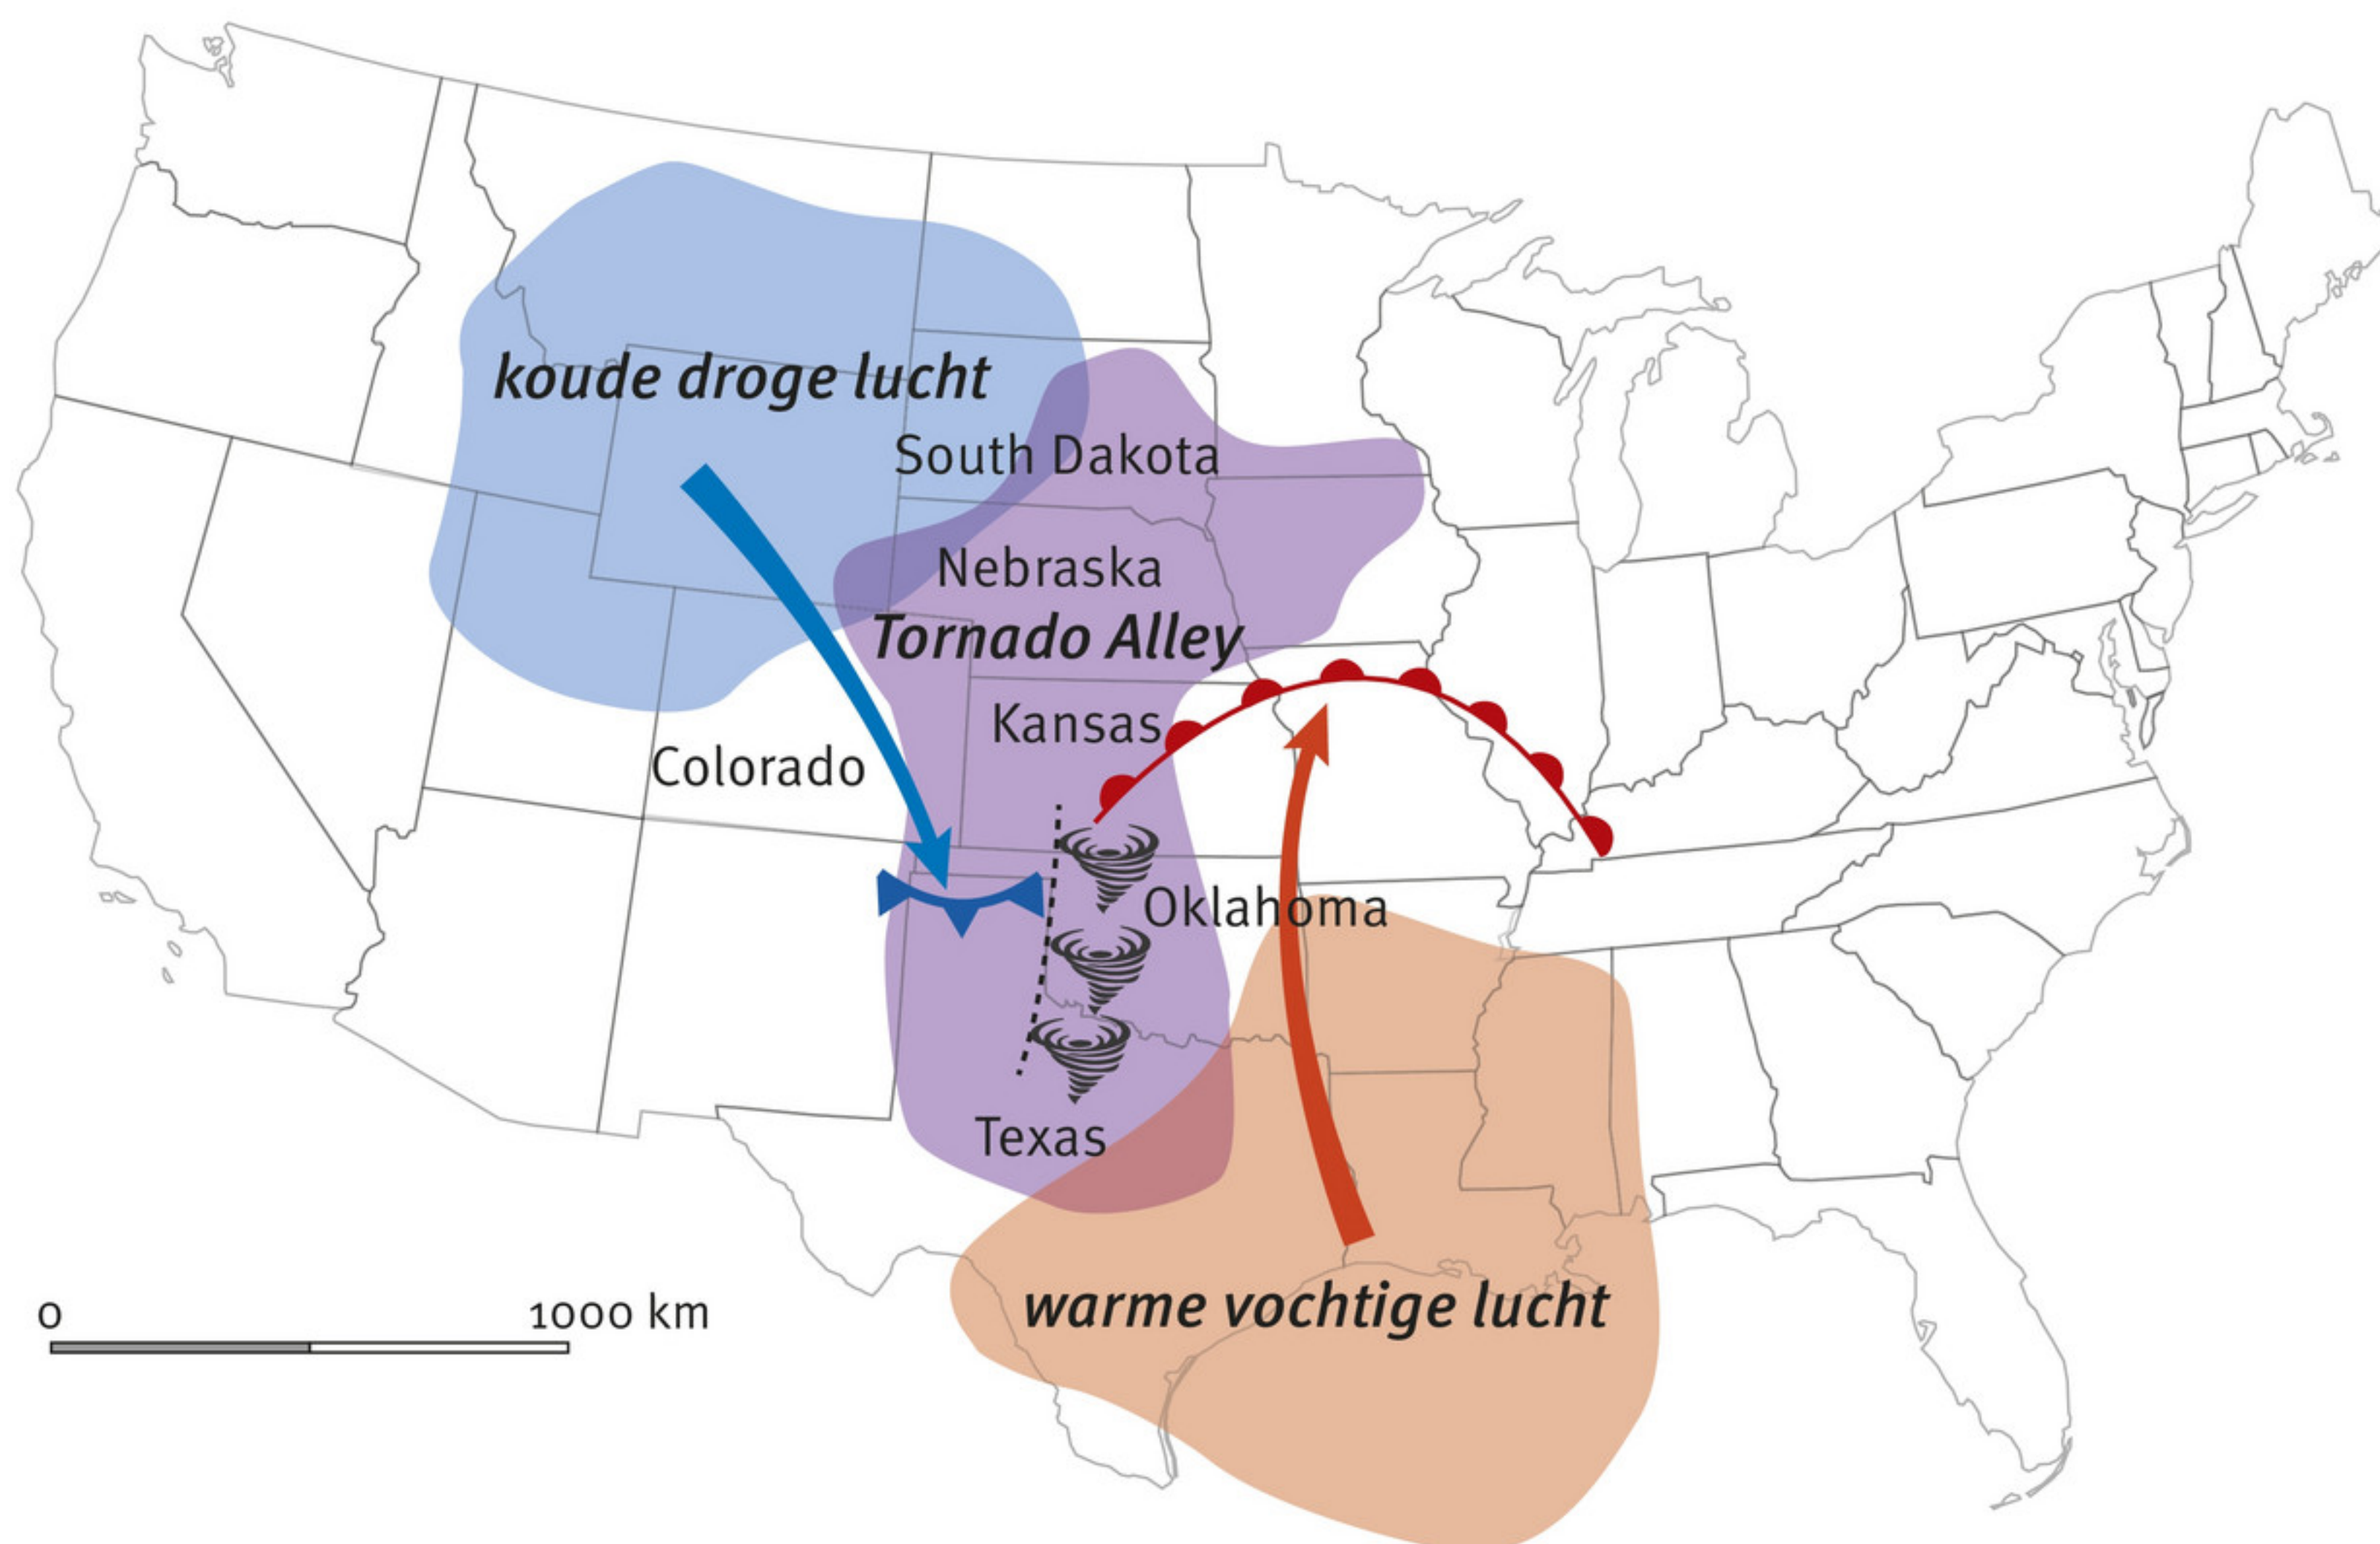 koude droge lucht
South Dakota
Nebraska
Tornado Alley
Kansas
Colorado
Oklahoma
Texas
warme vochtige lucht
0 1000 km